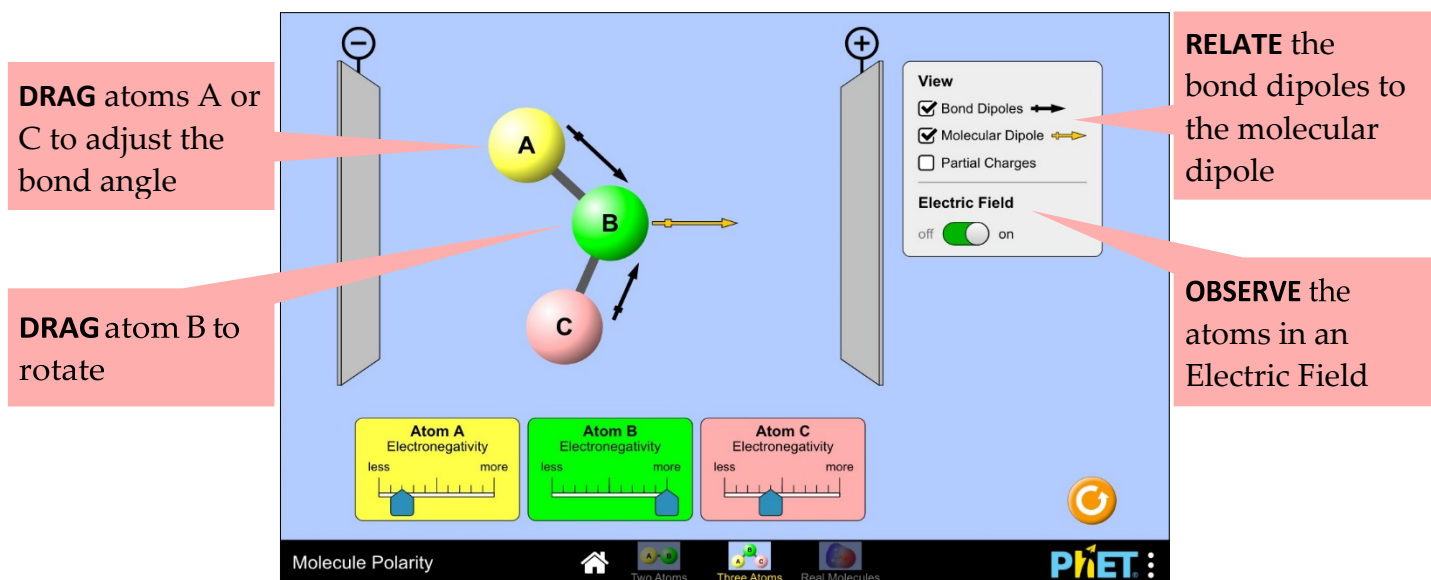 DRAG atoms A or
C to adjust the
bond angle
DRAG atom B to
rotate
−
+
A
B
C
View
Bond Dipoles
Molecular Dipole
Partial Charges
Electric Field
off on
RELATE the
bond dipoles to
the molecular
dipole
OBSERVE the
atoms in an
Electric Field
Atom A
Electronegativity
less more
Atom B
Electronegativity
less more
Atom C
Electronegativity
less more
Molecule Polarity
A B
Two Atoms
B
A C
Three Atoms
Real Molecules
PhET